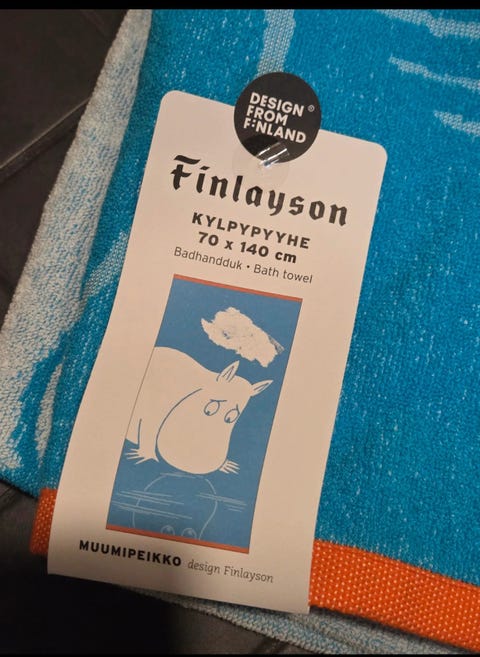 DESIGN ®
FROM
FINLAND
Finlayson
KYLPYPYYHE
70 x 140 cm
Badhandduk • Bath towel
MUUMIPEIKKO design Finlayson